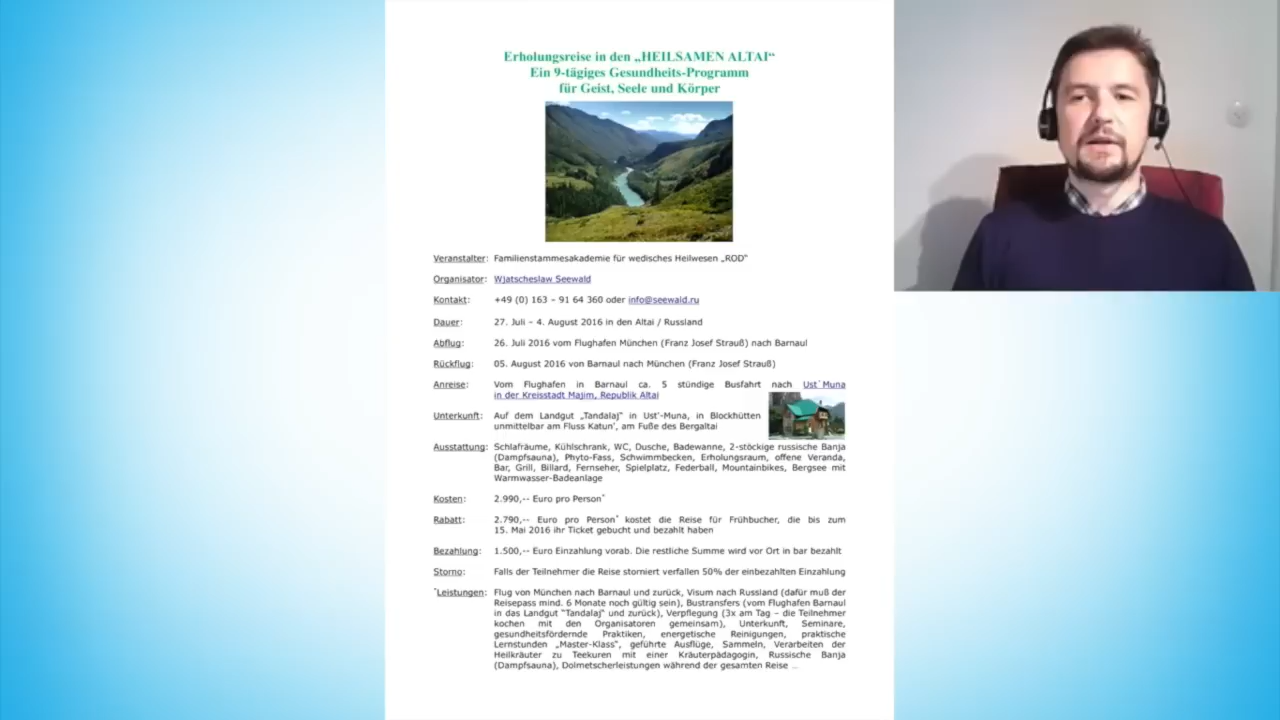 Erholungsreise in den „HEILSAMEN ALTAI“
Ein 9-tägiges Gesundheits-Programm
für Geist, Seele und Körper
Veranstalter: Familienstammesakademie für wedisches Heilwesen „ROD“
Organisator: Wjatscheslaw Seewald
Kontakt: +49 (0) 163 – 91 64 360 oder info@seewald.ru
Dauer: 27. Juli – 4. August 2016 in den Altai / Russland
Abflug: 26. Juli 2016 vom Flughafen München (Franz Josef Strauß) nach Barnaul
Rückflug: 05. August 2016 von Barnaul nach München (Franz Josef Strauß)
Anreise: Vom Flughafen in Barnaul ca. 5 stündige Busfahrt nach Ust´Muna
in der Kreisstadt Majim, Republik Altai
Unterkunft: Auf dem Landgut „Tandalaj“ in Ust’-Muna, in Blockhütten
unmittelbar am Fluss Katun’, am Fuße des Bergaltai
Ausstattung: Schlafräume, Kühlschrank, WC, Dusche, Badewanne, 2-stöckige russische Banja
(Dampfsauna), Phyto-Fass, Schwimmbecken, Erholungsraum, offene Veranda,
Bar, Grill, Billard, Fernseher, Spielplatz, Federball, Mountainbikes, Bergsee mit
Warmwasser-Badeanlage
Kosten: 2.990,-- Euro pro Person*
Rabatt: 2.790,-- Euro pro Person* kostet die Reise für Frühbucher, die bis zum
15. Mai 2016 ihr Ticket gebucht und bezahlt haben
Bezahlung: 1.500,-- Euro Einzahlung vorab. Die restliche Summe wird vor Ort in bar bezahlt
Storno: Falls der Teilnehmer die Reise storniert verfallen 50% der einbezahlten Einzahlung
*Leistungen: Flug von München nach Barnaul und zurück, Visum nach Russland (dafür muß der
Reisepass mind. 6 Monate noch gültig sein), Bustransfers (vom Flughafen Barnaul
in das Landgut "Tandalaj" und zurück), Verpflegung (3x am Tag – die Teilnehmer
kochen mit den Organisatoren gemeinsam), Unterkunft, Seminare,
gesundheitsfördernde Praktiken, energetische Reinigungen, praktische
Lernstunden „Master-Klass“, geführte Ausflüge, Sammeln, Verarbeiten der
Heilkräuter zu Teekuren mit einer Kräuterpädagogin, Russische Banja
(Dampfsauna), Dolmetscherleistungen während der gesamten Reise ...